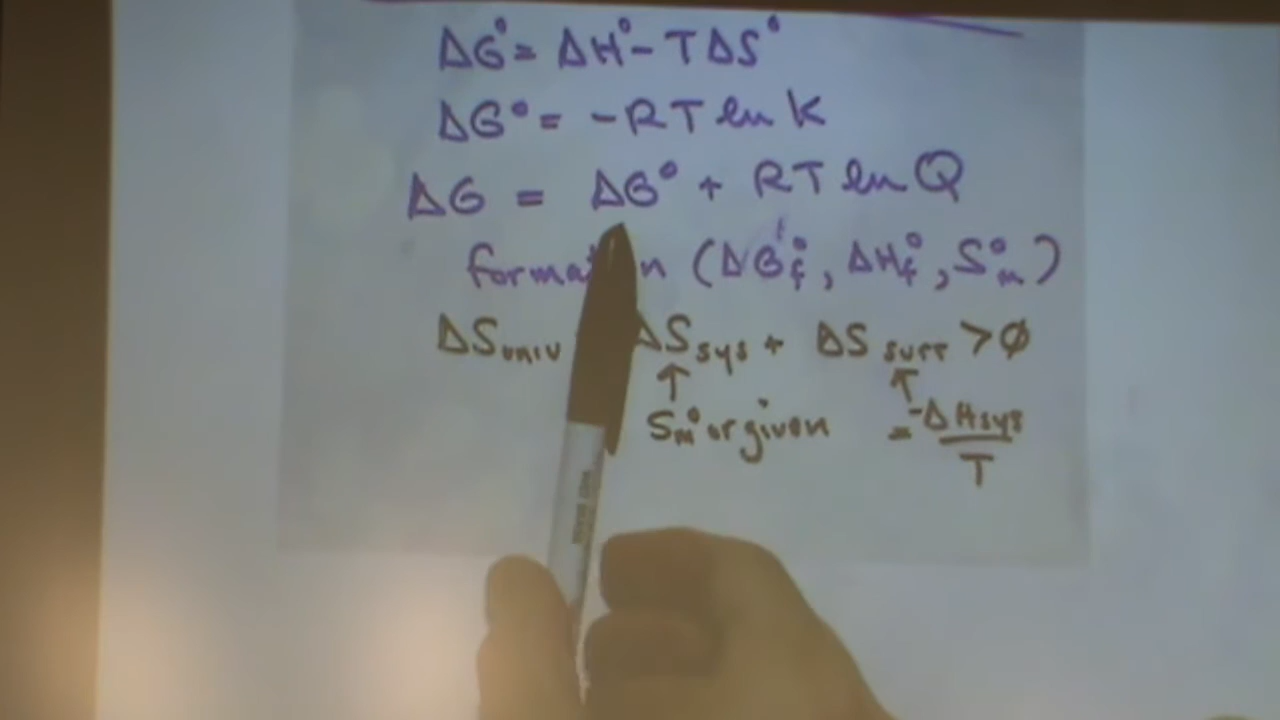 ΔG° = ΔH° - TΔS°
ΔG° = -RT ln K
ΔG = ΔG° + RT ln Q
(ΔG°f, ΔH°f, S°m)
ΔSuniv ΔSsys + ΔSsurr > ∅
↑ ↑
S°m or given = -ΔHsys/T